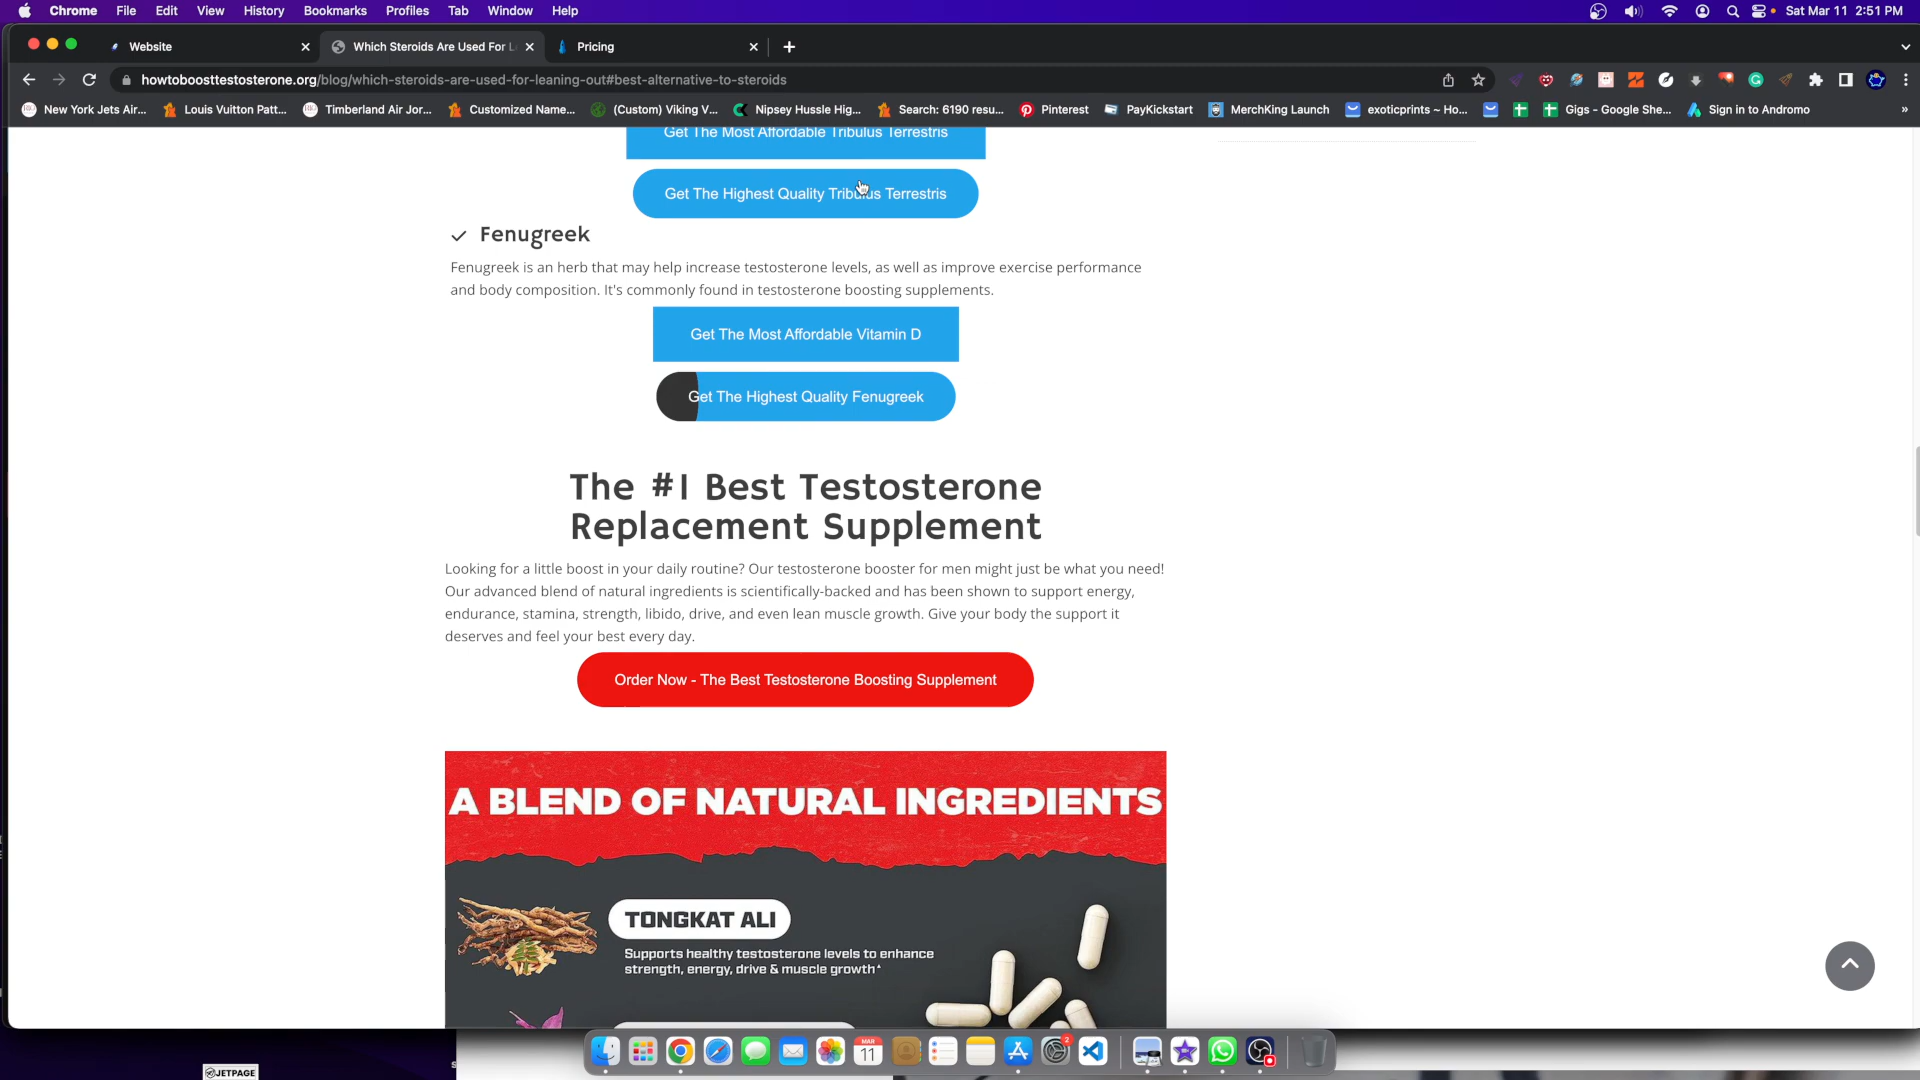 Chrome File Edit View History Bookmarks Profiles Tab Window Help
Sat Mar 11 2:51 PM
Website
Which Steroids Are Used For L
Pricing
howtoboosttestosterone.org/blog/which-steroids-are-used-for-leaning-out#best-alternative-to-steroids
New York Jets Air... Louis Vuitton Patt... Timberland Air Jor... Customized Name... (Custom) Viking V... Nipsey Hussle Hig... Search: 6190 resu... Pinterest PayKickstart MerchKing Launch exoticprints ~ Ho... Gigs - Google She... Sign in to Andromo »
Get The Most Affordable Tribulus Terrestris
Get The Highest Quality Tribulus Terrestris
Fenugreek
Fenugreek is an herb that may help increase testosterone levels, as well as improve exercise performance
and body composition. It's commonly found in testosterone boosting supplements.
Get The Most Affordable Vitamin D
Get The Highest Quality Fenugreek
The #1 Best Testosterone
Replacement Supplement
Looking for a little boost in your daily routine? Our testosterone booster for men might just be what you need!
Our advanced blend of natural ingredients is scientifically-backed and has been shown to support energy,
endurance, stamina, strength, libido, drive, and even lean muscle growth. Give your body the support it
deserves and feel your best every day.
Order Now - The Best Testosterone Boosting Supplement
A BLEND OF NATURAL INGREDIENTS
TONGKAT ALI
Supports healthy testosterone levels to enhance
strength, energy, drive & muscle growth*
MAR
11
2
JETPAGE